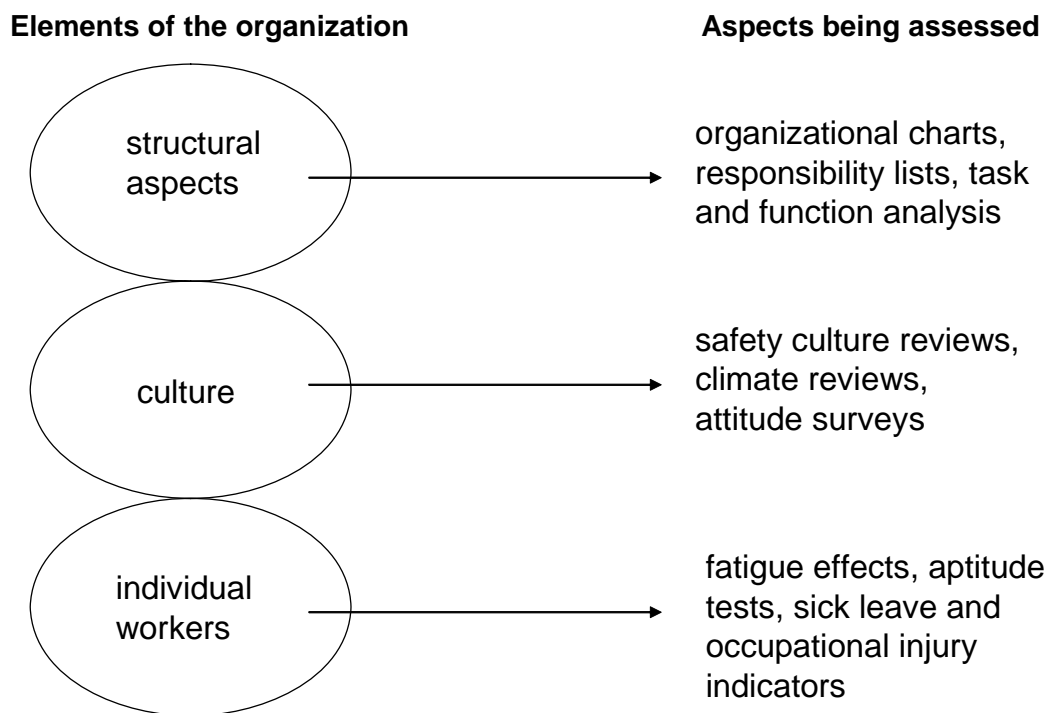 Elements of the organization
Aspects being assessed
structural
aspects
organizational charts,
responsibility lists, task
and function analysis
culture
safety culture reviews,
climate reviews,
attitude surveys
individual
workers
fatigue effects, aptitude
tests, sick leave and
occupational injury
indicators